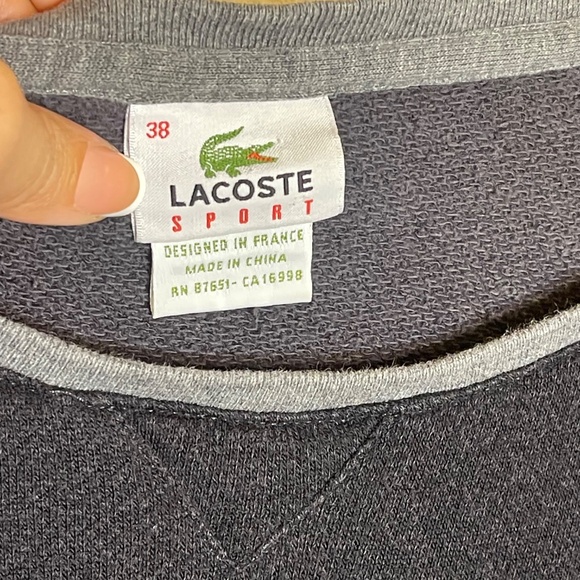 38
LACOSTE
SPORT
DESIGNED IN FRANCE
MADE IN CHINA
RN 87651- CA16998